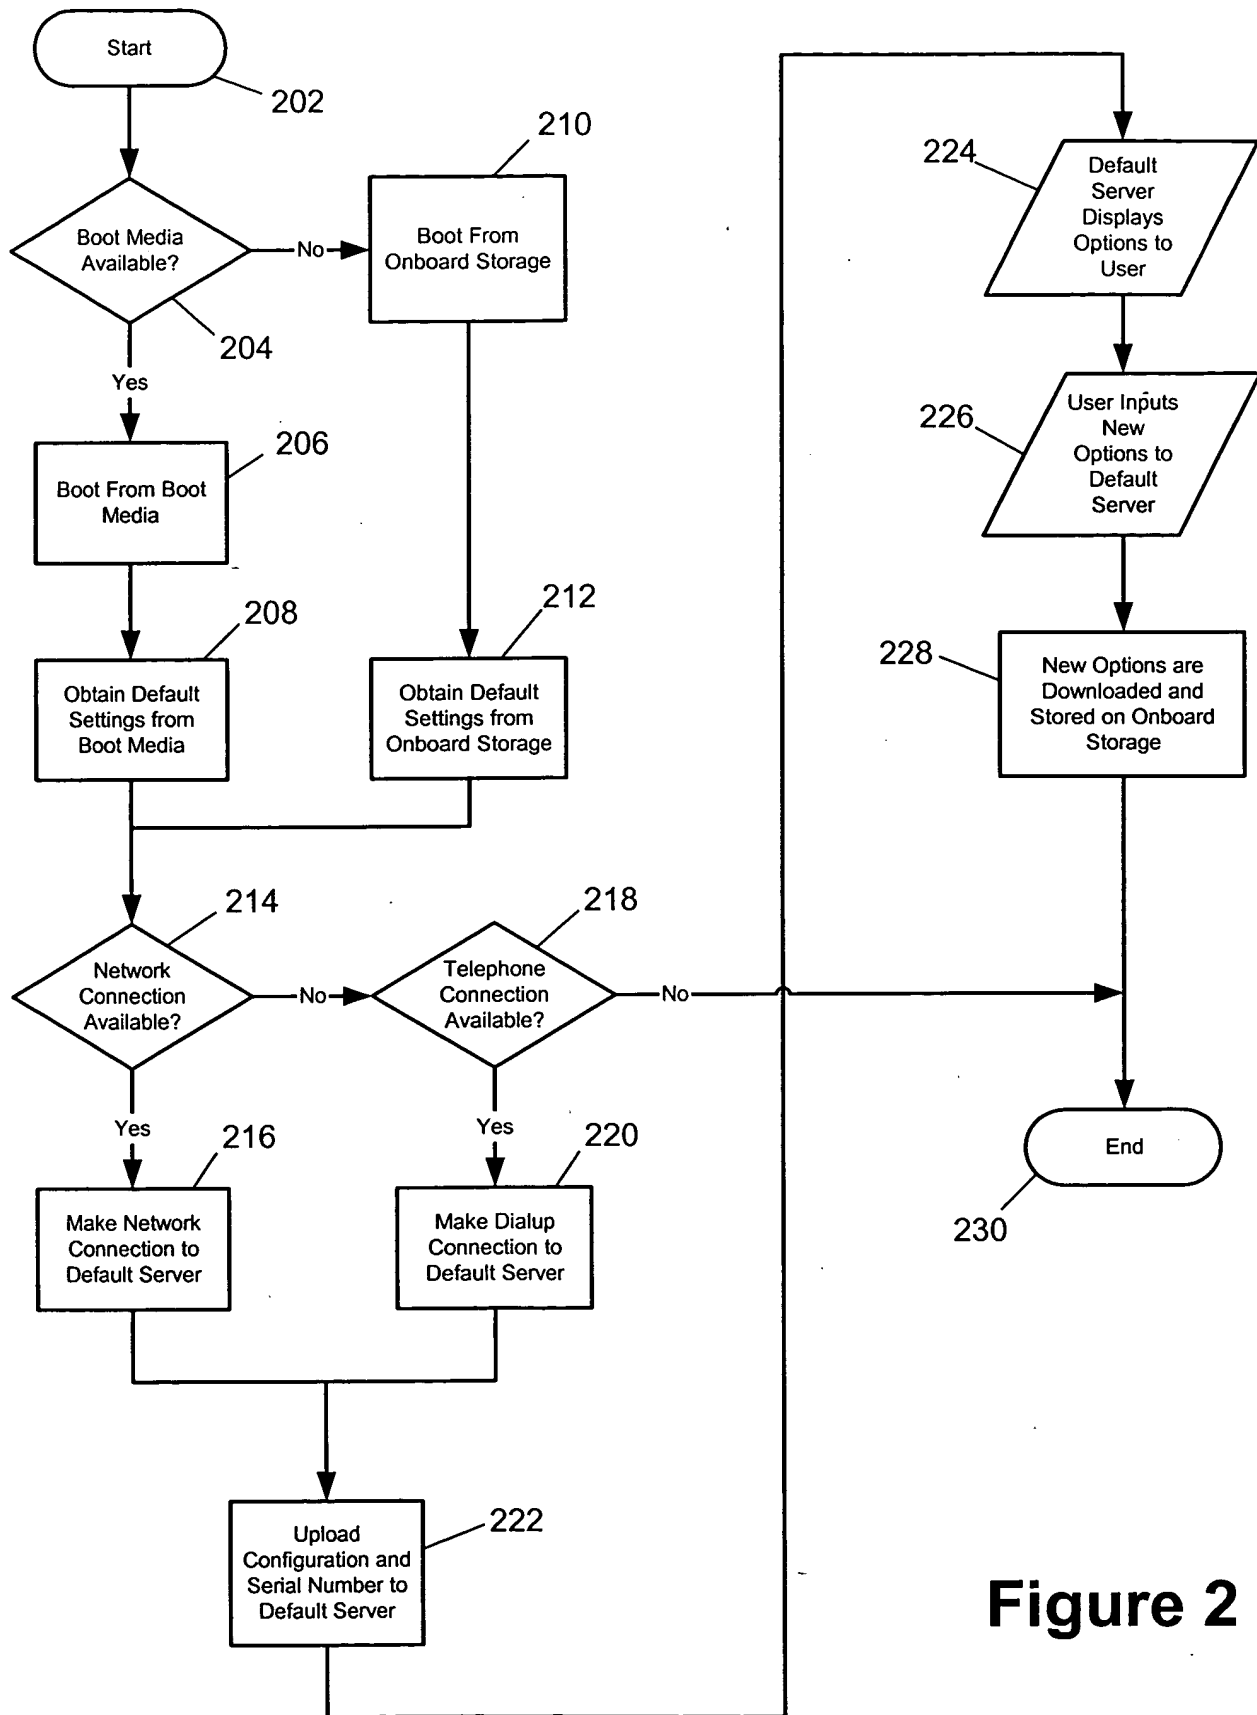 Start
202
Boot Media
Available?
204
No
210
Boot From
Onboard Storage
Yes
206
Boot From Boot
Media
208
Obtain Default
Settings from
Boot Media
212
Obtain Default
Settings from
Onboard Storage
214
Network
Connection
Available?
No
218
Telephone
Connection
Available?
No
Yes
216
Make Network
Connection to
Default Server
Yes
220
Make Dialup
Connection to
Default Server
222
Upload
Configuration and
Serial Number to
Default Server
224
Default
Server
Displays
Options to
User
226
User Inputs
New
Options to
Default
Server
228
New Options are
Downloaded and
Stored on Onboard
Storage
End
230
Figure 2